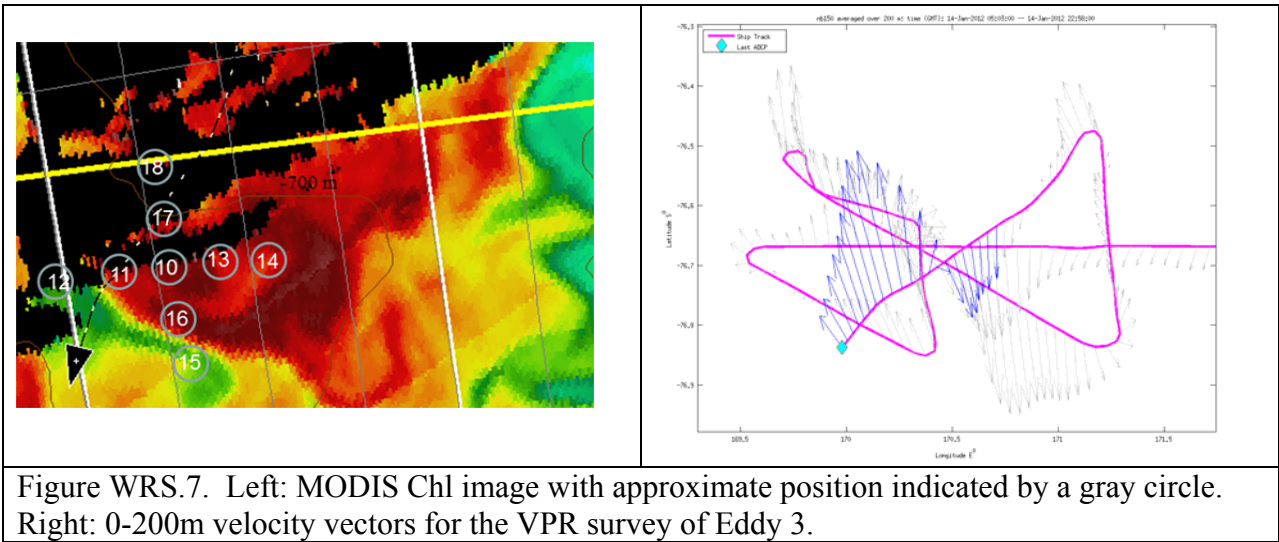 18
17
-700 m
12
11
10
13
14
16
15
nb150 averaged over 200 m: time (GMT): 14-Jan-2012 05:03:00 -- 14-Jan-2012 22:58:00
Ship Track
Last ADCP
-76.3
-76.4
-76.5
-76.6
-76.7
-76.8
-76.9
Latitude S°
169.5 170 170.5 171 171.5
Longitude E°
Figure WRS.7. Left: MODIS Chl image with approximate position indicated by a gray circle.
Right: 0-200m velocity vectors for the VPR survey of Eddy 3.